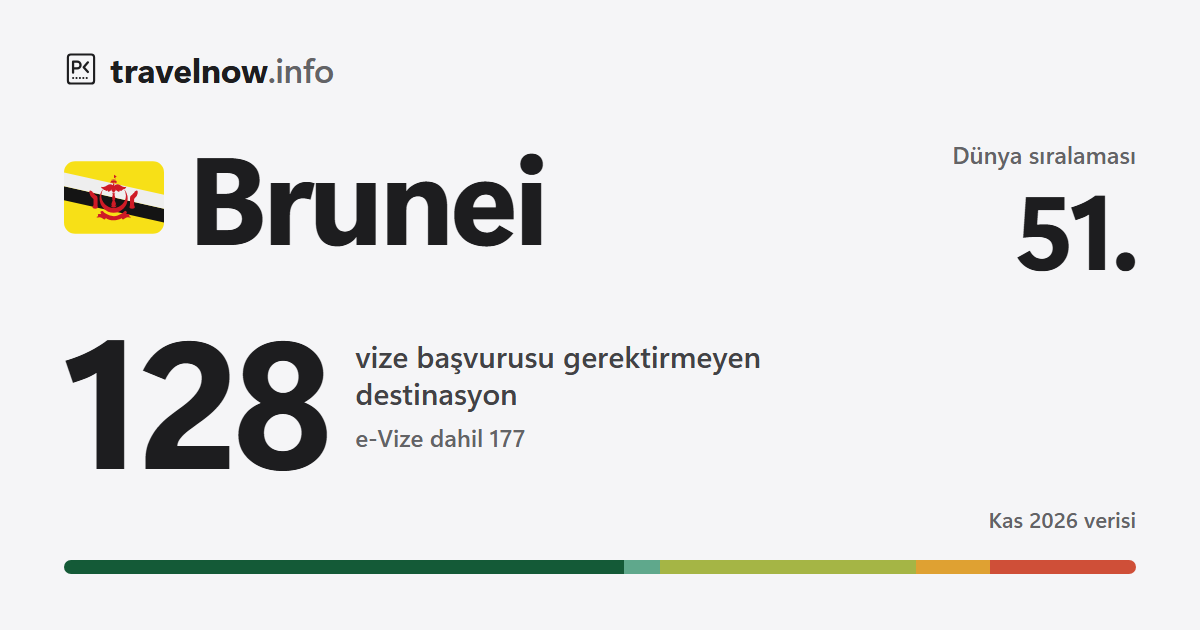 travelnow.info
Brunei
Dünya sıralaması
51.
128
vize başvurusu gerektirmeyen
destinasyon
e-Vize dahil 177
Kas 2026 verisi